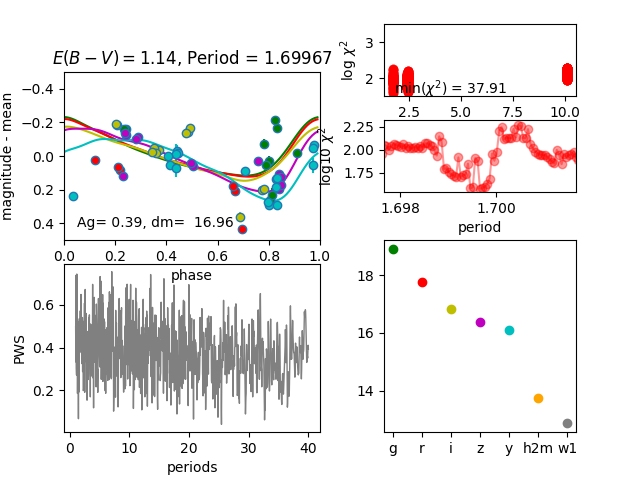 E(B − V) = 1.14, Period = 1.69967
magnitude - mean
−0.4
−0.2
0.0
0.2
0.4
Ag= 0.39, dm= 16.96
0.0 0.2 0.4 0.6 0.8 1.0
phase
log χ²
3
2
min(χ²) = 37.91
2.5 5.0 7.5 10.0
log10 χ²
2.25
2.00
1.75
1.698 1.700
period
PWS
0.6
0.4
0.2
0 10 20 30 40
periods
18
16
14
g r i z y h2m w1